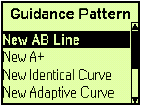 Guidance Pattern
New AB Line
New A+
New Identical Curve
New Adaptive Curve